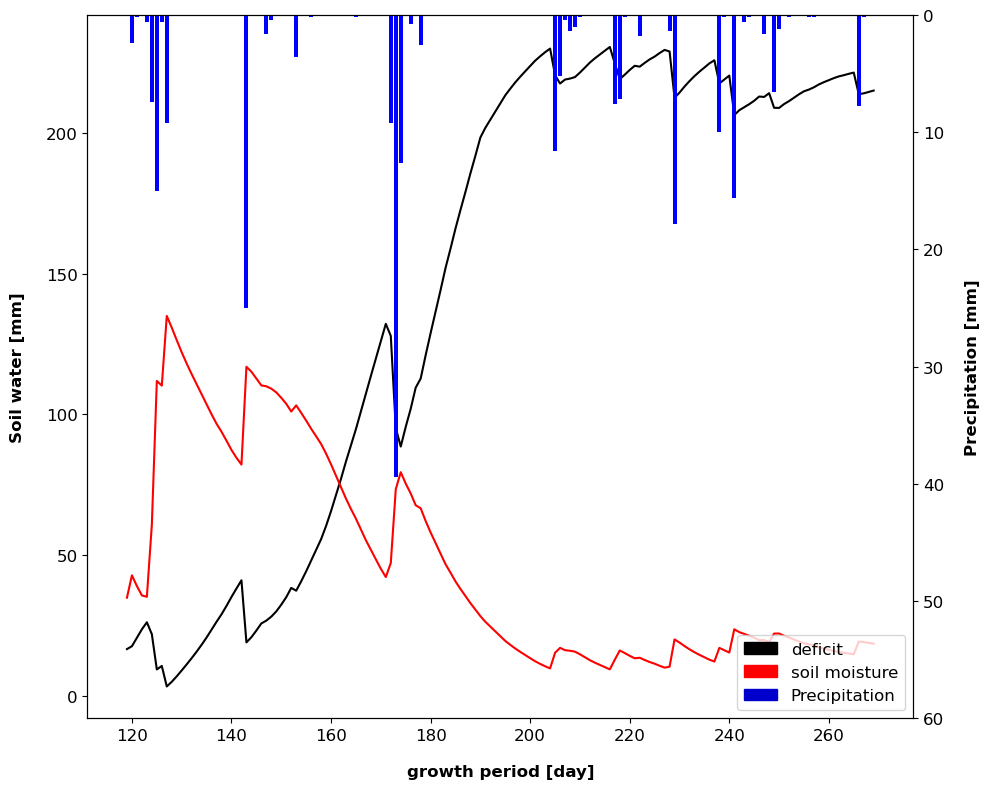 0
10
20
30
40
50
60
200
150
100
50
0
Soil water [mm]
Precipitation [mm]
deficit
soil moisture
Precipitation
120 140 160 180 200 220 240 260
growth period [day]